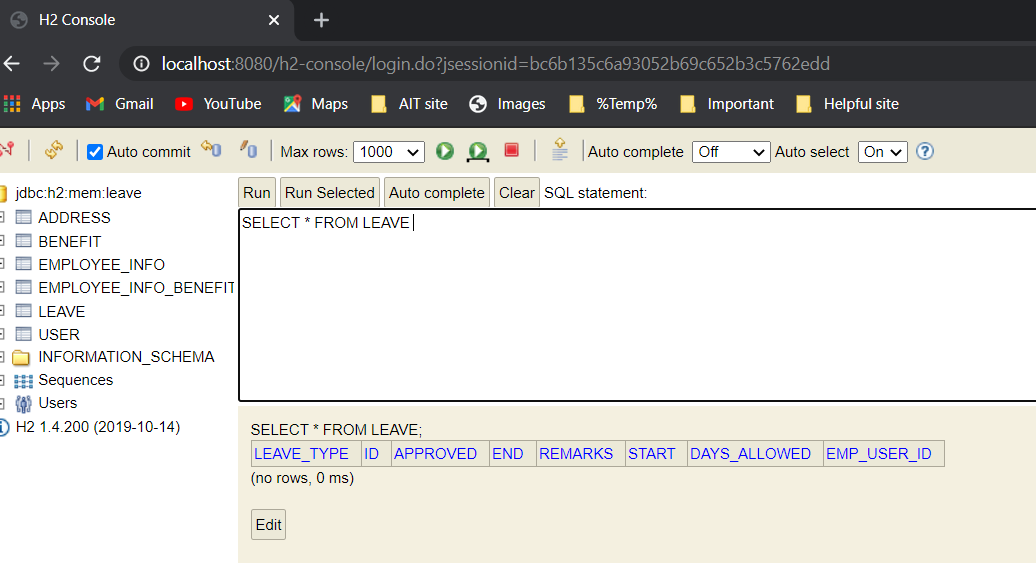 H2 Console
localhost:8080/h2-console/login.do?jsessionid=bc6b135c6a93052b69c652b3c5762edd
Apps Gmail YouTube Maps AIT site Images %Temp% Important Helpful site
Auto commit Max rows: 1000 Auto complete Off Auto select On
jdbc:h2:mem:leave
ADDRESS
BENEFIT
EMPLOYEE_INFO
EMPLOYEE_INFO_BENEFIT
LEAVE
USER
INFORMATION_SCHEMA
Sequences
Users
H2 1.4.200 (2019-10-14)
Run Run Selected Auto complete Clear SQL statement:
SELECT * FROM LEAVE
SELECT * FROM LEAVE;
LEAVE_TYPE ID APPROVED END REMARKS START DAYS_ALLOWED EMP_USER_ID
(no rows, 0 ms)
Edit